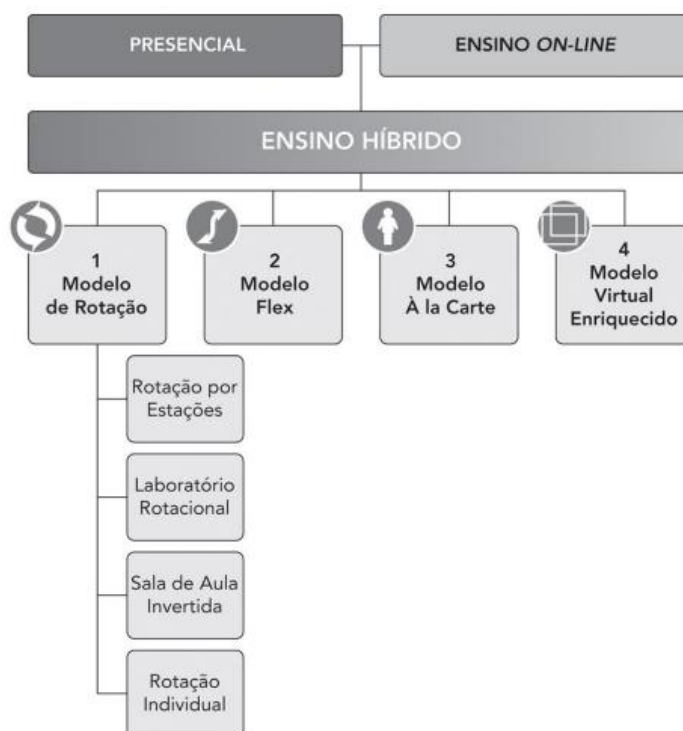 PRESENCIAL
ENSINO ON-LINE
ENSINO HÍBRIDO
1
Modelo
de Rotação
2
Modelo
Flex
3
Modelo
À la Carte
4
Modelo
Virtual
Enriquecido
Rotação por
Estações
Laboratório
Rotacional
Sala de Aula
Invertida
Rotação
Individual